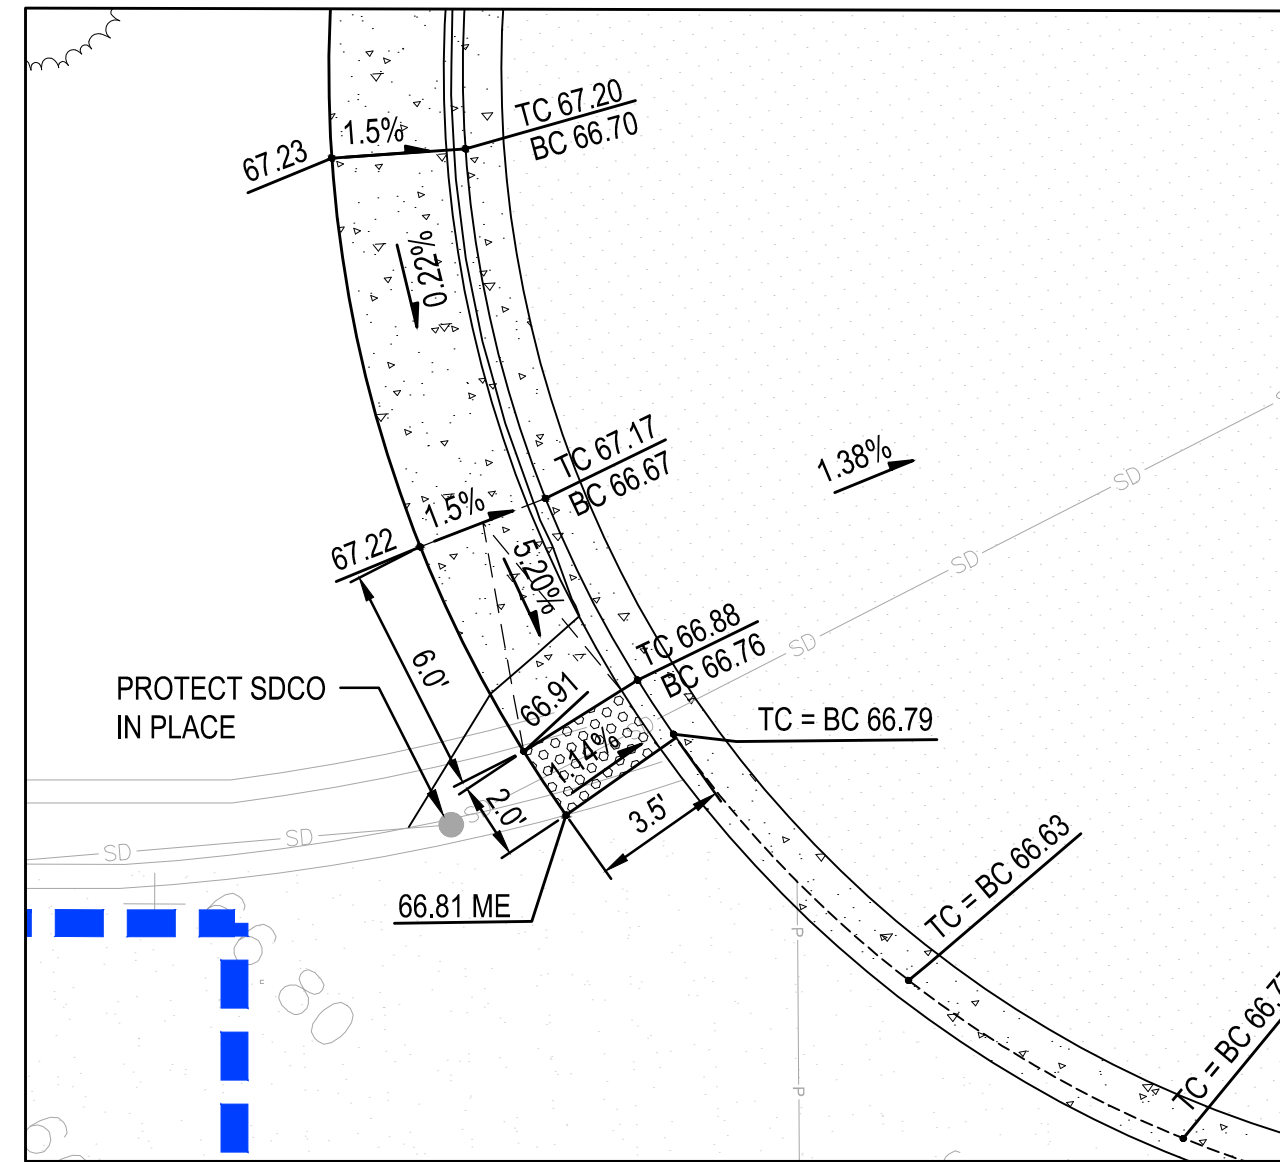 TC 67.20
BC 66.70
1.5%
67.23
0.22%
TC 67.17
BC 66.67
1.38%
SD
1.5%
67.22
5.20%
SD
6.0'
TC 66.88
BC 66.76
SD
PROTECT SDCO
IN PLACE
66.91
TC = BC 66.79
1.14%
2.0'
3.5'
SD
SD
TC = BC 66.63
66.81 ME
P
P